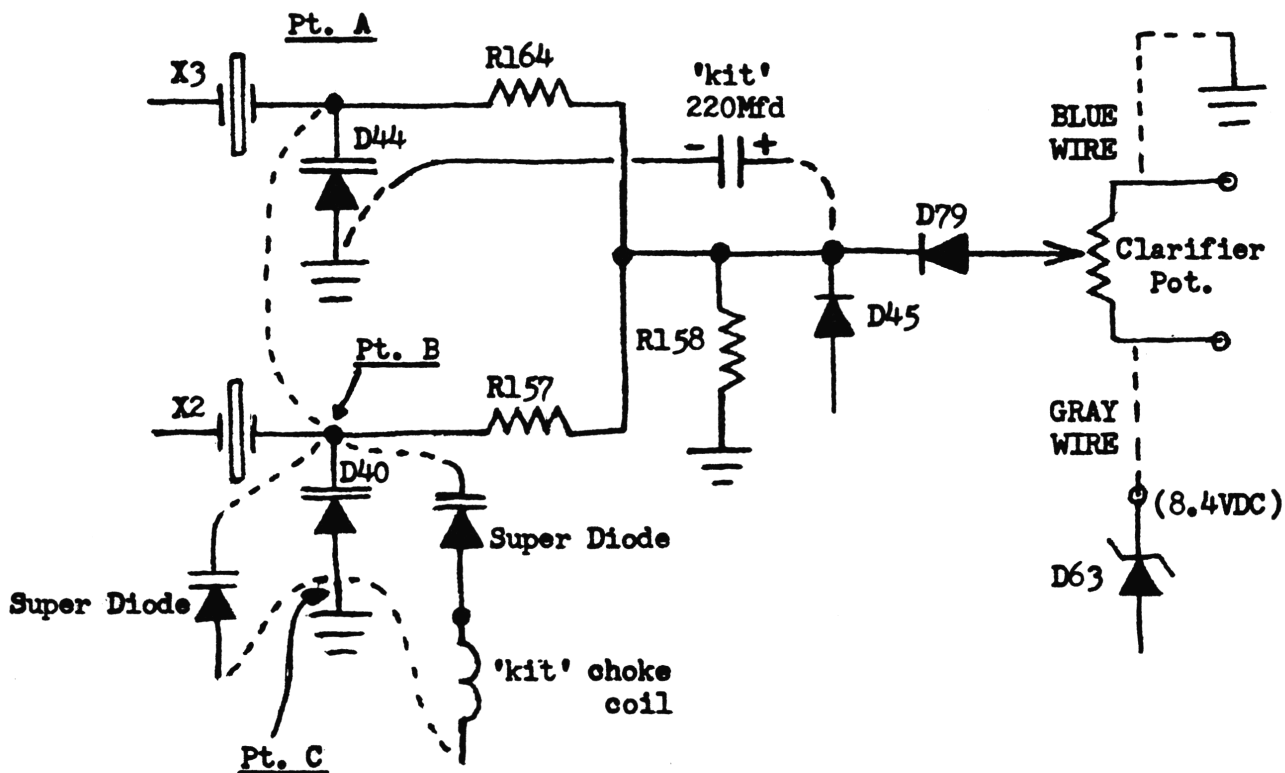 Pt. A
X3
R164
'kit'
220Mfd
- +
BLUE
WIRE
D44
D79
Clarifier
Pot.
D45
R158
Pt. B
X2
R157
GRAY
WIRE
D40
(8.4VDC)
Super Diode
D63
Super Diode
'kit' choke
coil
Pt. C